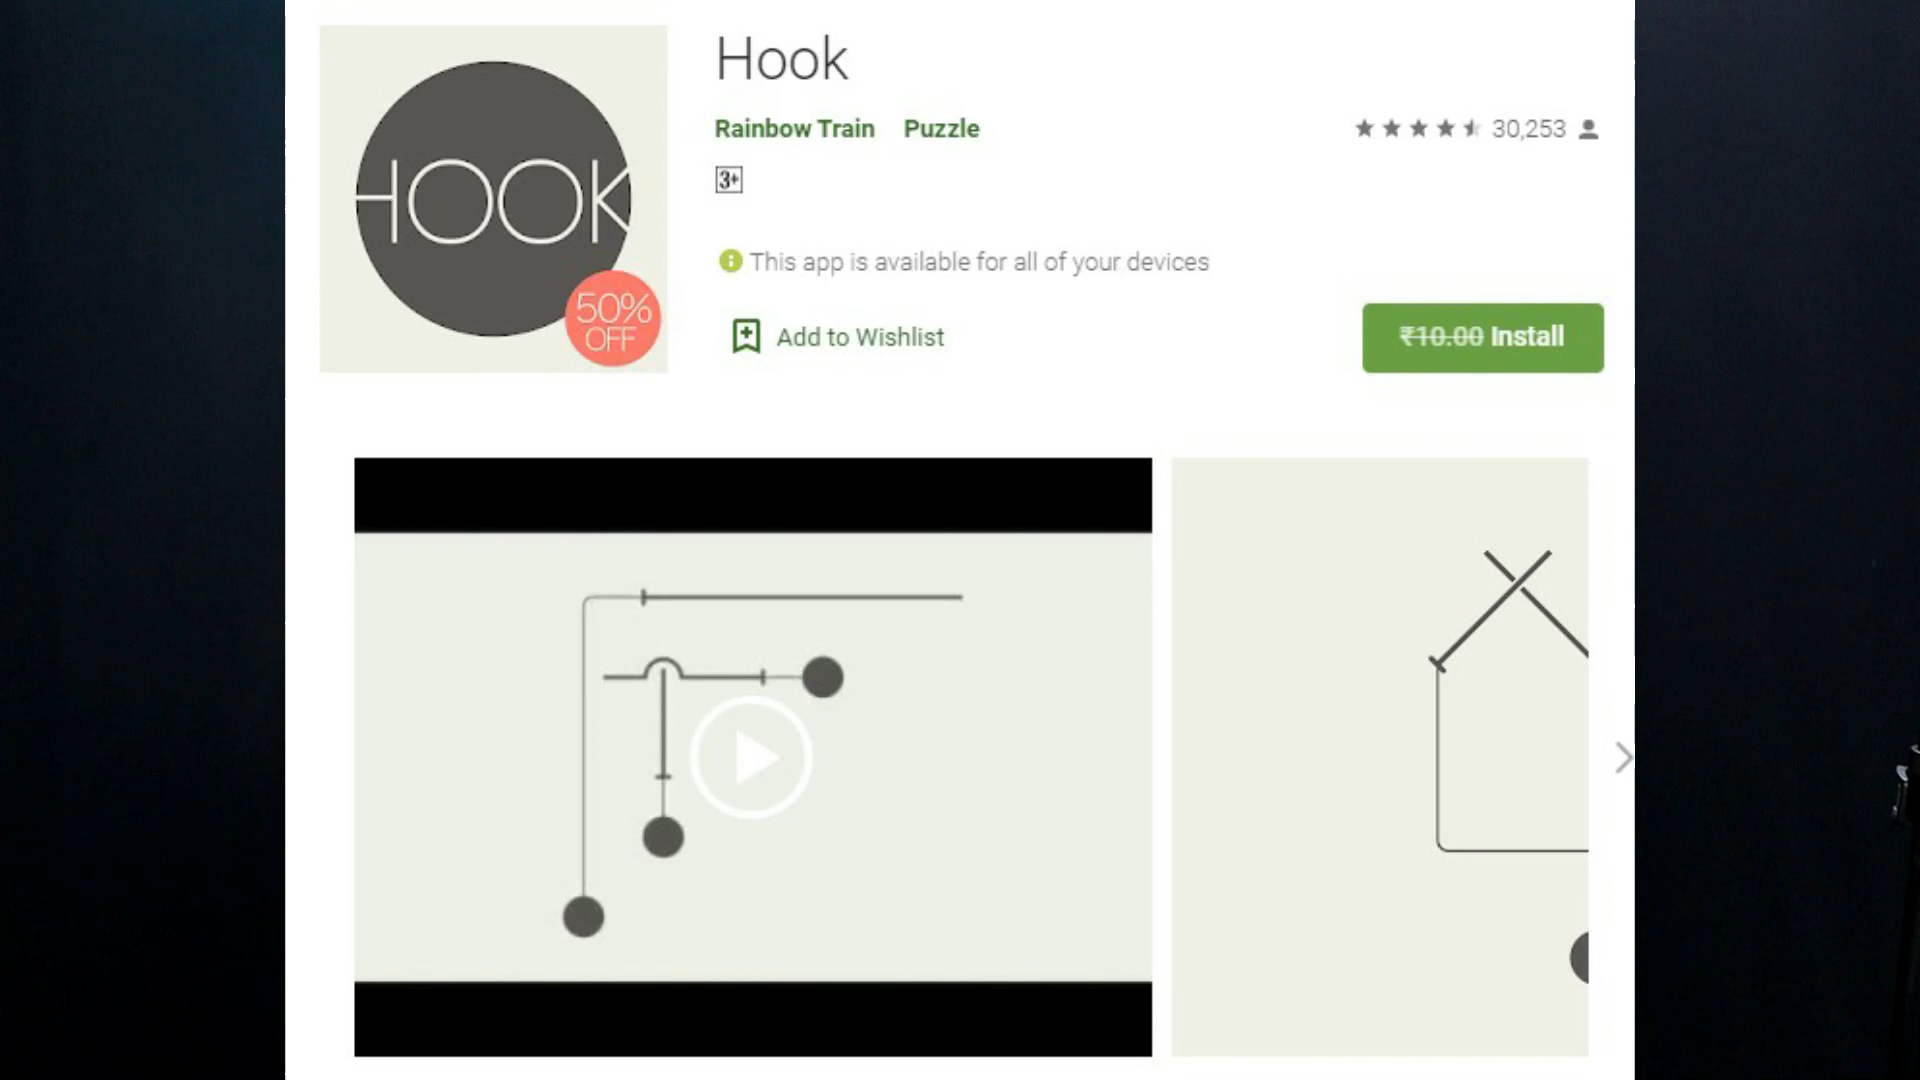 HOOK
50%
OFF
Hook
Rainbow Train Puzzle
30,253
3+
This app is available for all of your devices
Add to Wishlist
₹10.00 Install